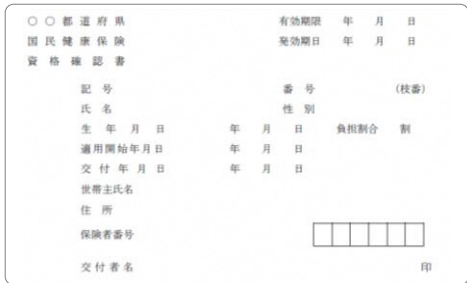 ○○都道府県 有効期限 年 月 日
国民健康保険 発効期日 年 月 日
資格確認書
記号 番号 (枝番)
氏名 性別
生年月日 年 月 日 負担割合 割
適用開始年月日 年 月 日
交付年月日 年 月 日
世帯主氏名
住所
保険者番号
交付者名 印